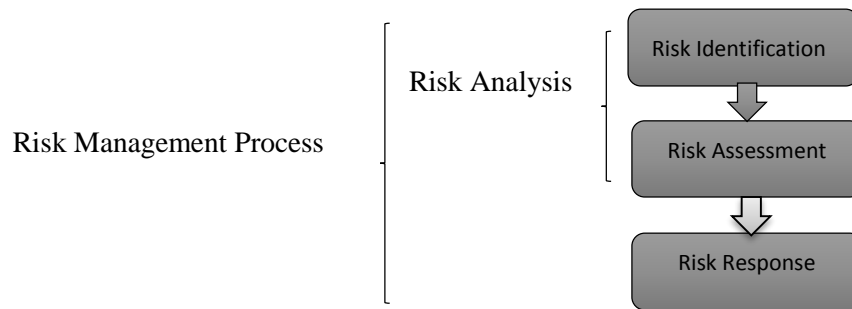 Risk Identification
Risk Analysis
Risk Management Process
Risk Assessment
Risk Response